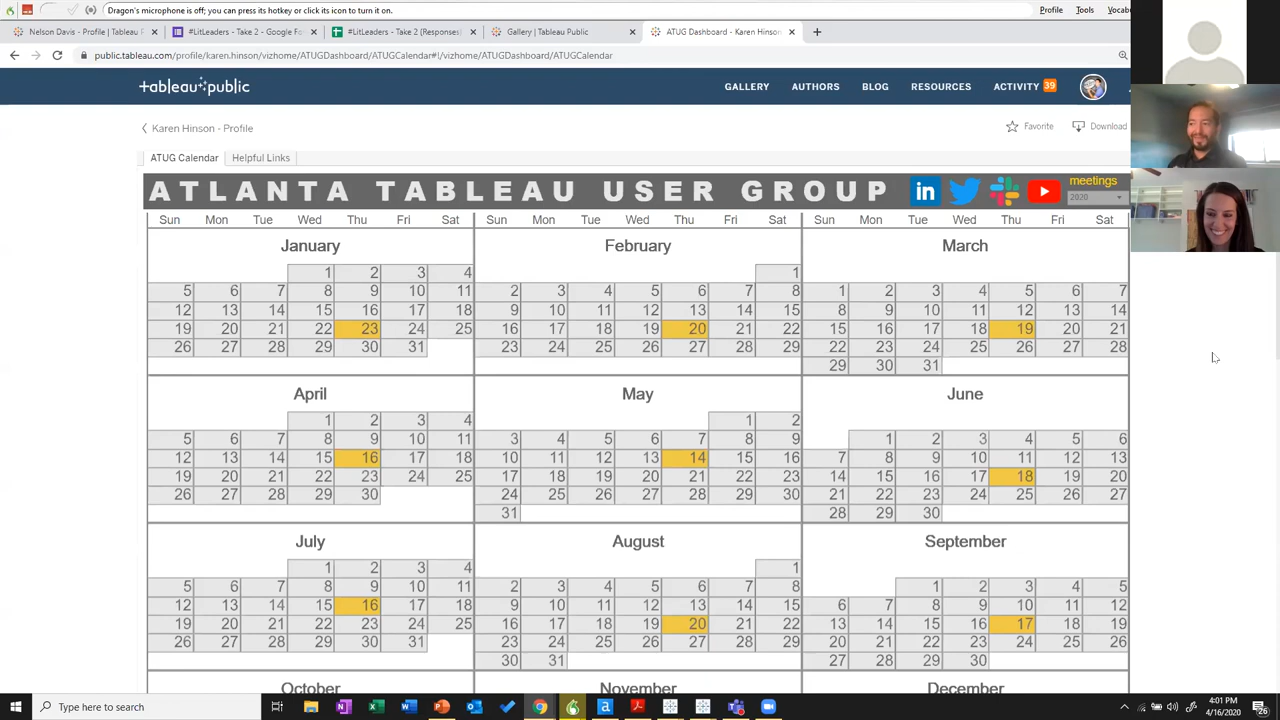 Dragon's microphone is off; you can press its hotkey or click its icon to turn it on.
Profile Tools Vocabu
Nelson Davis - Profile | Tableau P
#LitLeaders - Take 2 - Google Fo
#LitLeaders - Take 2 (Responses)
Gallery | Tableau Public
ATUG Dashboard - Karen Hinson
public.tableau.com/profile/karen.hinson/vizhome/ATUGDashboard/ATUGCalendar#!/vizhome/ATUGDashboard/ATUGCalendar
+ableau public
GALLERY AUTHORS BLOG RESOURCES ACTIVITY 39
Karen Hinson - Profile
Favorite Download
ATUG Calendar Helpful Links
ATLANTA TABLEAU USER GROUP
in
meetings
2020
Sun Mon Tue Wed Thu Fri Sat Sun Mon Tue Wed Thu Fri Sat Sun Mon Tue Wed Thu Fri Sat
January
1 2 3 4
5 6 7 8 9 10 11
12 13 14 15 16 17 18
19 20 21 22 23 24 25
26 27 28 29 30 31
February
1
2 3 4 5 6 7 8
9 10 11 12 13 14 15
16 17 18 19 20 21 22
23 24 25 26 27 28 29
March
1 2 3 4 5 6 7
8 9 10 11 12 13 14
15 16 17 18 19 20 21
22 23 24 25 26 27 28
29 30 31
April
1 2 3 4
5 6 7 8 9 10 11
12 13 14 15 16 17 18
19 20 21 22 23 24 25
26 27 28 29 30
May
1 2
3 4 5 6 7 8 9
10 11 12 13 14 15 16
17 18 19 20 21 22 23
24 25 26 27 28 29 30
31
June
1 2 3 4 5 6
7 8 9 10 11 12 13
14 15 16 17 18 19 20
21 22 23 24 25 26 27
28 29 30
July
1 2 3 4
5 6 7 8 9 10 11
12 13 14 15 16 17 18
19 20 21 22 23 24 25
26 27 28 29 30 31
August
1
2 3 4 5 6 7 8
9 10 11 12 13 14 15
16 17 18 19 20 21 22
23 24 25 26 27 28 29
30 31
September
1 2 3 4 5
6 7 8 9 10 11 12
13 14 15 16 17 18 19
20 21 22 23 24 25 26
27 28 29 30
October November December
Type here to search
4:01 PM
4/16/2020
26